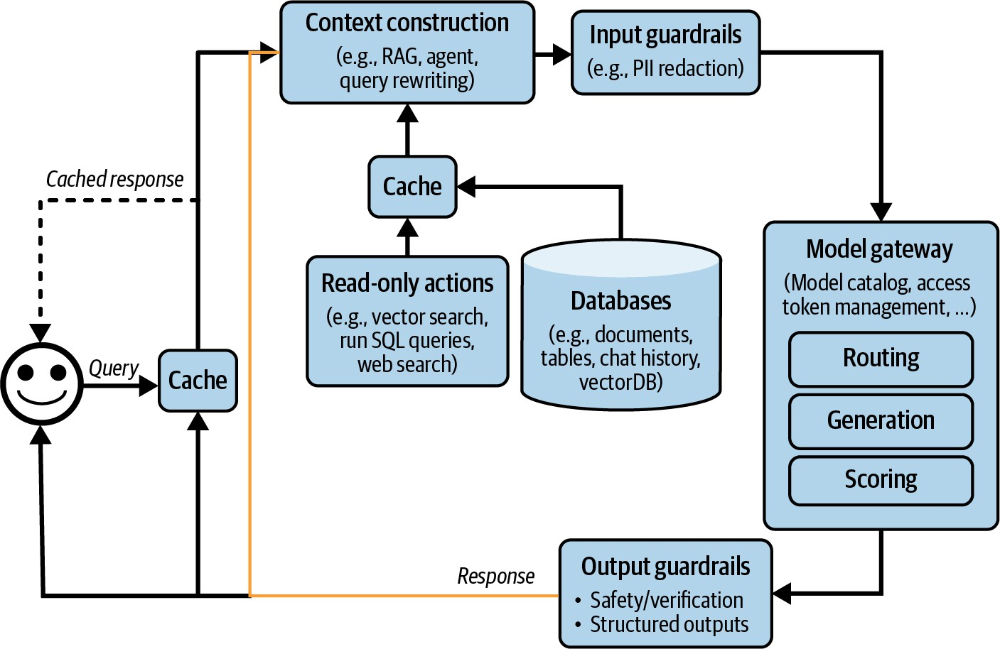 Context construction
(e.g., RAG, agent,
query rewriting)
Input guardrails
(e.g., PII redaction)
Cached response
Cache
Read-only actions
(e.g., vector search,
run SQL queries,
web search)
Databases
(e.g., documents,
tables, chat history,
vectorDB)
Model gateway
(Model catalog, access
token management, ...)
Routing
Generation
Scoring
Query
Cache
Response
Output guardrails
• Safety/verification
• Structured outputs